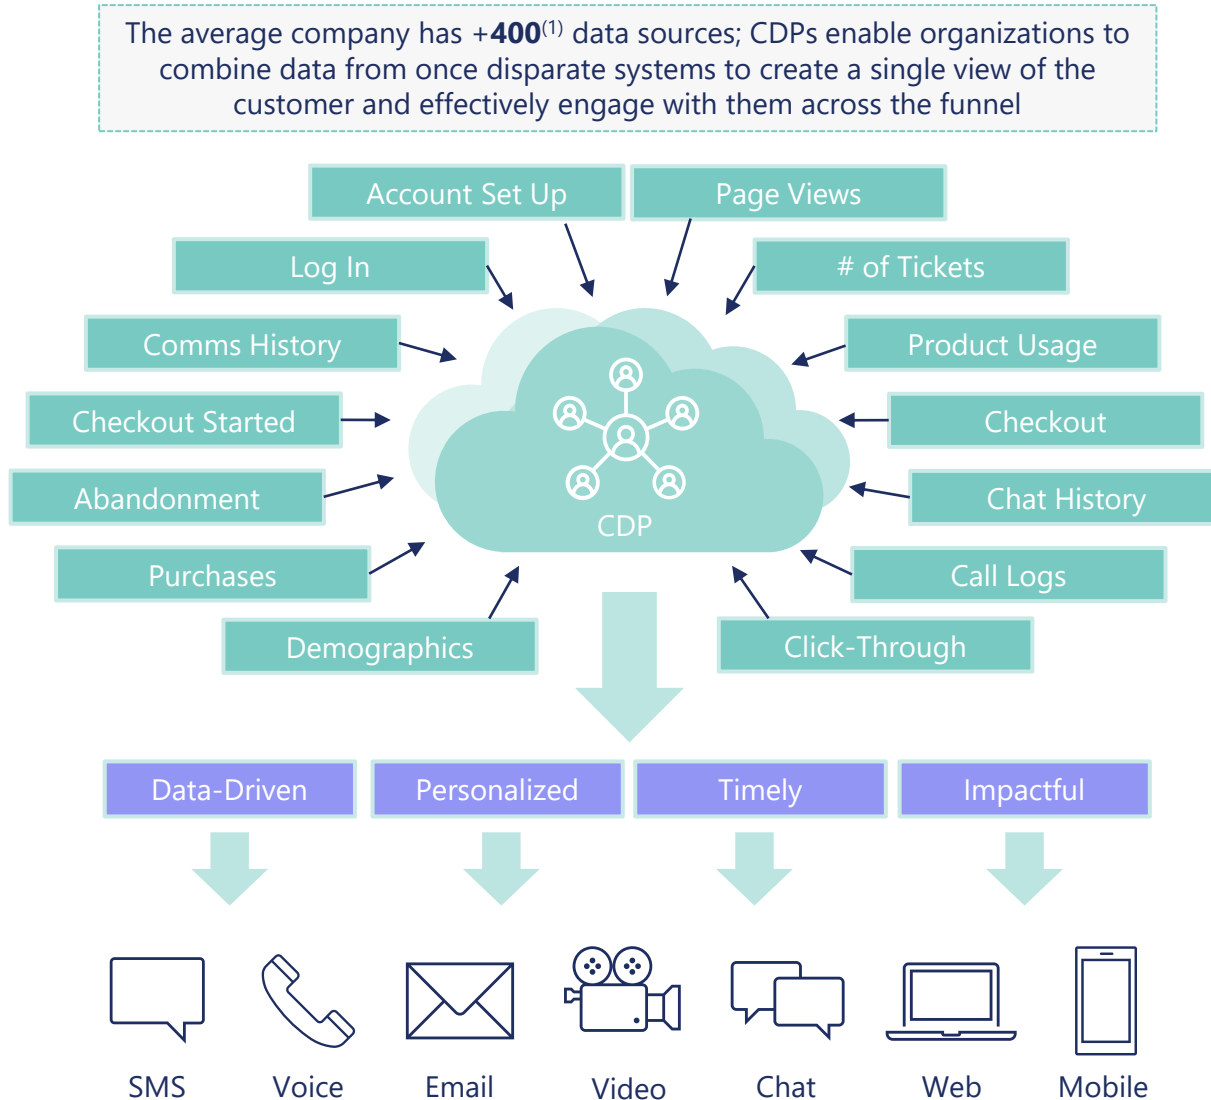 The average company has +400(1) data sources; CDPs enable organizations to
combine data from once disparate systems to create a single view of the
customer and effectively engage with them across the funnel
Account Set Up
Page Views
Log In
# of Tickets
Comms History
Product Usage
Checkout Started
Checkout
Abandonment
Chat History
CDP
Purchases
Call Logs
Demographics
Click-Through
Data-Driven
Personalized
Timely
Impactful
SMS
Voice
Email
Video
Chat
Web
Mobile